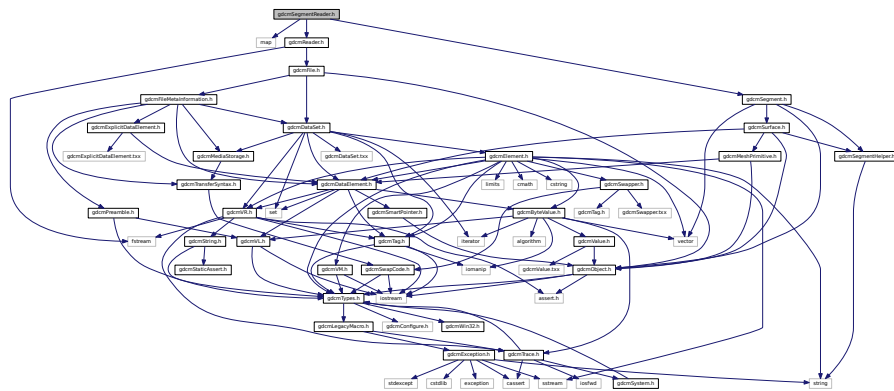 gdcmSegmentReader.h
map
gdcmReader.h
gdcmFile.h
gdcmFileMetaInformation.h
gdcmSegment.h
gdcmExplicitDataElement.h
gdcmDataSet.h
gdcmSurface.h
gdcmExplicitDataElement.txx
gdcmMediaStorage.h
gdcmDataSet.txx
gdcmElement.h
gdcmMeshPrimitive.h
gdcmSegmentHelper.h
gdcmTransferSyntax.h
gdcmDataElement.h
limits
cmath
cstring
gdcmSwapper.h
gdcmPreamble.h
gdcmVR.h
set
gdcmSmartPointer.h
gdcmByteValue.h
gdcmTag.h
gdcmSwapper.txx
fstream
gdcmString.h
gdcmVL.h
gdcmTag.h
iterator
algorithm
gdcmValue.h
vector
gdcmStaticAssert.h
gdcmVM.h
gdcmSwapCode.h
iomanip
gdcmValue.txx
gdcmObject.h
gdcmTypes.h
iostream
assert.h
gdcmLegacyMacro.h
gdcmConfigure.h
gdcmWin32.h
gdcmException.h
gdcmTrace.h
stdexcept
cstdlib
exception
cassert
sstream
iosfwd
gdcmSystem.h
string